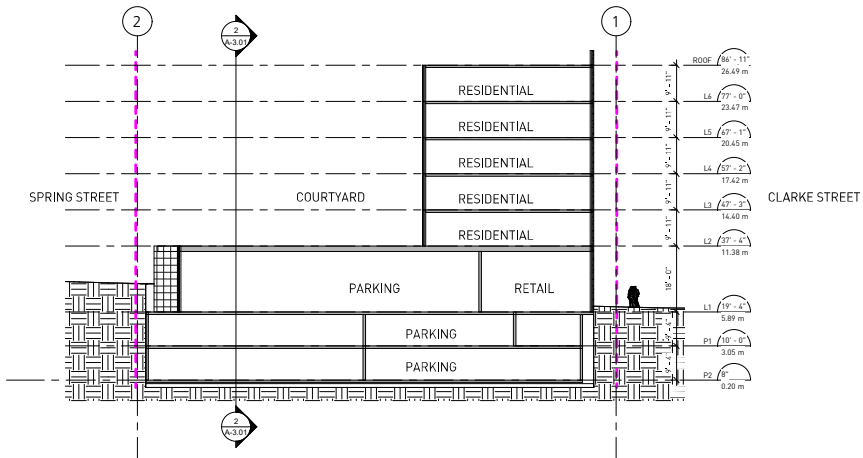 2
1
2
A-3.01
ROOF 86' - 11"
26.49 m
9' - 11"
RESIDENTIAL
L6 77' - 0"
23.47 m
9' - 11"
RESIDENTIAL
L5 67' - 1"
20.45 m
9' - 11"
RESIDENTIAL
L4 57' - 2"
17.42 m
9' - 11"
SPRING STREET COURTYARD RESIDENTIAL CLARKE STREET
L3 47' - 3"
14.40 m
9' - 11"
RESIDENTIAL
L2 37' - 4"
11.38 m
18' - 0"
PARKING RETAIL
L1 19' - 4"
5.89 m
9' - 4"
PARKING
P1 10' - 0"
3.05 m
9' - 4"
PARKING
P2 8"
0.20 m
2
A-3.01